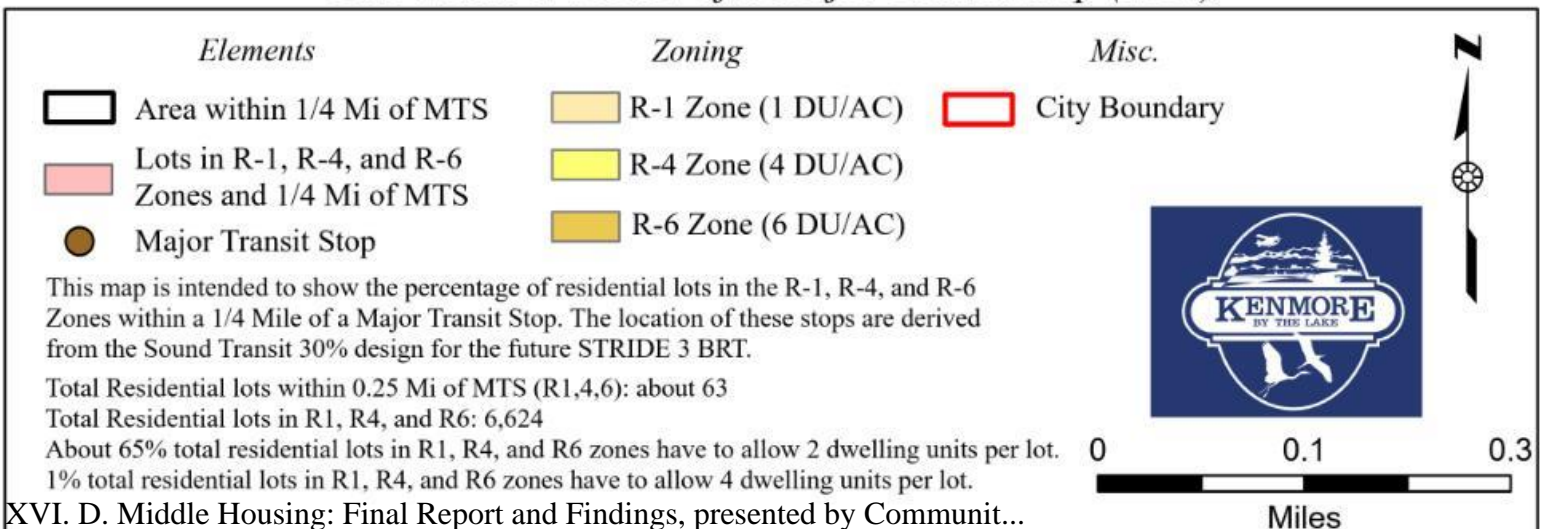 Elements
Zoning
Misc.
Area within 1/4 Mi of MTS
R-1 Zone (1 DU/AC)
City Boundary
Lots in R-1, R-4, and R-6
Zones and 1/4 Mi of MTS
R-4 Zone (4 DU/AC)
Major Transit Stop
R-6 Zone (6 DU/AC)
N
This map is intended to show the percentage of residential lots in the R-1, R-4, and R-6
Zones within a 1/4 Mile of a Major Transit Stop. The location of these stops are derived
from the Sound Transit 30% design for the future STRIDE 3 BRT.
KENMORE
BY THE LAKE
Total Residential lots within 0.25 Mi of MTS (R1,4,6): about 63
Total Residential lots in R1, R4, and R6: 6,624
About 65% total residential lots in R1, R4, and R6 zones have to allow 2 dwelling units per lot.
1% total residential lots in R1, R4, and R6 zones have to allow 4 dwelling units per lot.
0 0.1 0.3
Miles
XVI. D. Middle Housing: Final Report and Findings, presented by Communit...